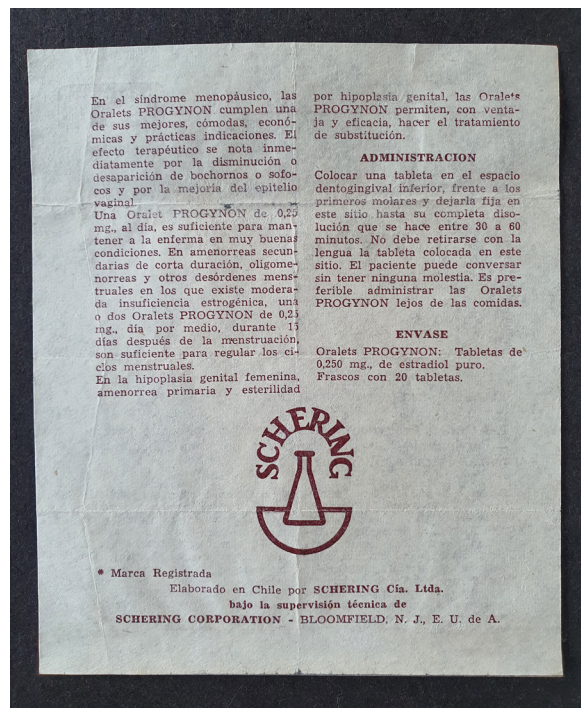 En el síndrome menopáusico, las
Oralets PROGYNON cumplen una
de sus mejores, cómodas, econó-
micas y prácticas indicaciones. El
efecto terapéutico se nota inme-
diatamente por la disminución o
desaparición de bochornos o sofo-
cos y por la mejoría del epitelio
vaginal.
Una Oralet PROGYNON de 0,25
mg., al día, es suficiente para man-
tener a la enferma en muy buenas
condiciones. En amenorreas secun-
darias de corta duración, oligome-
norreas y otros desórdenes mens-
truales en los que existe modera-
da insuficiencia estrogénica, una
o dos Oralets PROGYNON de 0,25
mg., día por medio, durante 15
días después de la menstruación,
son suficiente para regular los ci-
clos menstruales.
En la hipoplasia genital femenina,
amenorrea primaria y esterilidad
por hipoplasia genital, las Oralets
PROGYNON permiten, con venta-
ja y eficacia, hacer el tratamiento
de substitución.
ADMINISTRACION
Colocar una tableta en el espacio
dentogingival inferior, frente a los
primeros molares y dejarla fija en
este sitio hasta su completa diso-
lución que se hace entre 30 a 60
minutos. No debe retirarse con la
lengua la tableta colocada en este
sitio. El paciente puede conversar
sin tener ninguna molestia. Es pre-
ferible administrar las Oralets
PROGYNON lejos de las comidas.
ENVASE
Oralets PROGYNON: Tabletas de
0,250 mg., de estradiol puro.
Frascos con 20 tabletas.
SCHERING
* Marca Registrada
Elaborado en Chile por SCHERING Cía. Ltda.
bajo la supervisión técnica de
SCHERING CORPORATION - BLOOMFIELD, N. J., E. U. de A.